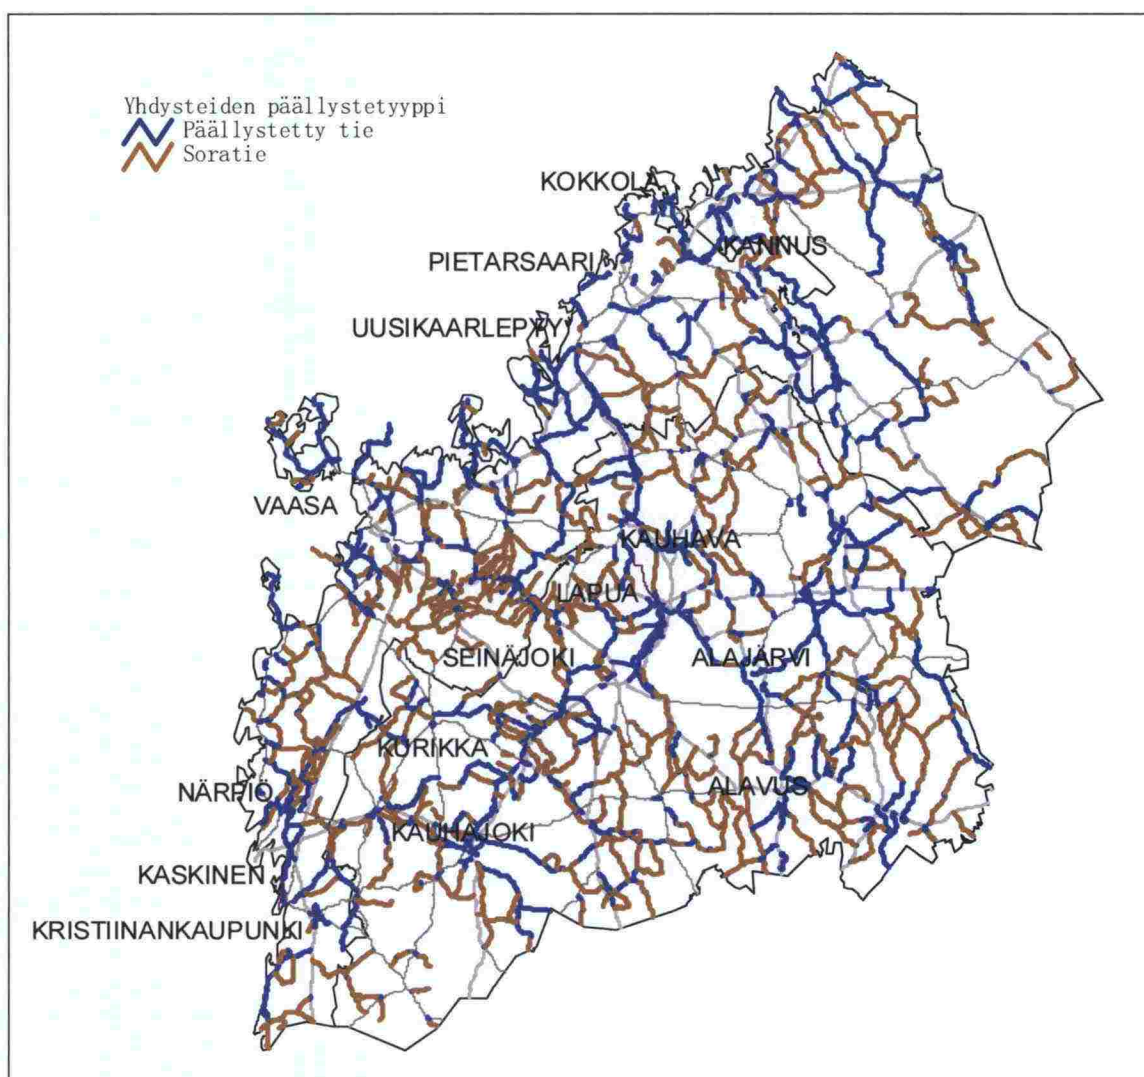 Yhdysteiden päällystetyyppi
Päällystetty tie
Soratie
KOKKOLA
KANNUS
PIETARSAARI
UUSIKAARLEPYY
VAASA
KAUHAVA
LAPUA
SEINÄJOKI
ALAJÄRVI
KURIKKA
NÄRPIÖ
ALAVUS
KAUHAJOKI
KASKINEN
KRISTIINANKAUPUNKI